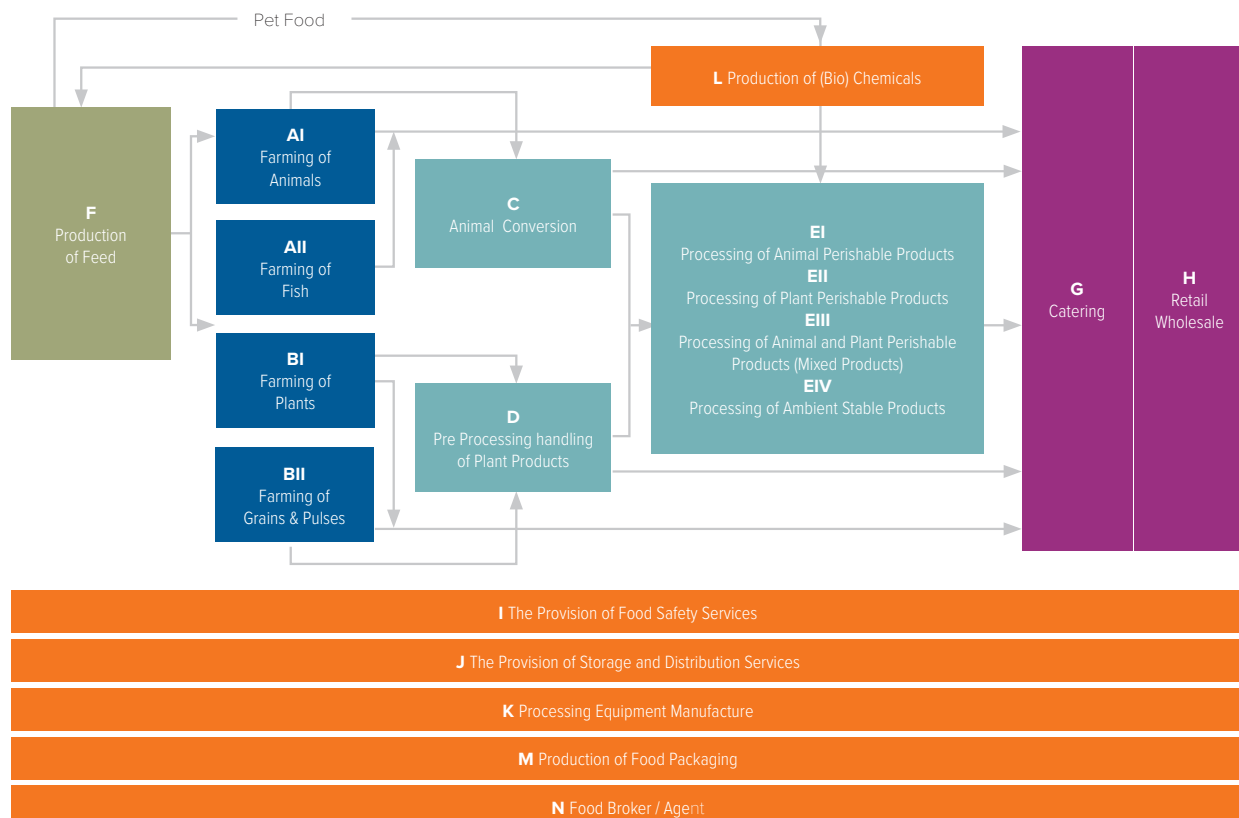 Pet Food
L Production of (Bio) Chemicals
F
Production
of Feed
AI
Farming of
Animals
AII
Farming of
Fish
BI
Farming of
Plants
BII
Farming of
Grains & Pulses
C
Animal Conversion
D
Pre Processing handling
of Plant Products
EI
Processing of Animal Perishable Products
EII
Processing of Plant Perishable Products
EIII
Processing of Animal and Plant Perishable
Products (Mixed Products)
EIV
Processing of Ambient Stable Products
G
Catering
H
Retail
Wholesale
I The Provision of Food Safety Services
J The Provision of Storage and Distribution Services
K Processing Equipment Manufacture
M Production of Food Packaging
N Food Broker / Agent